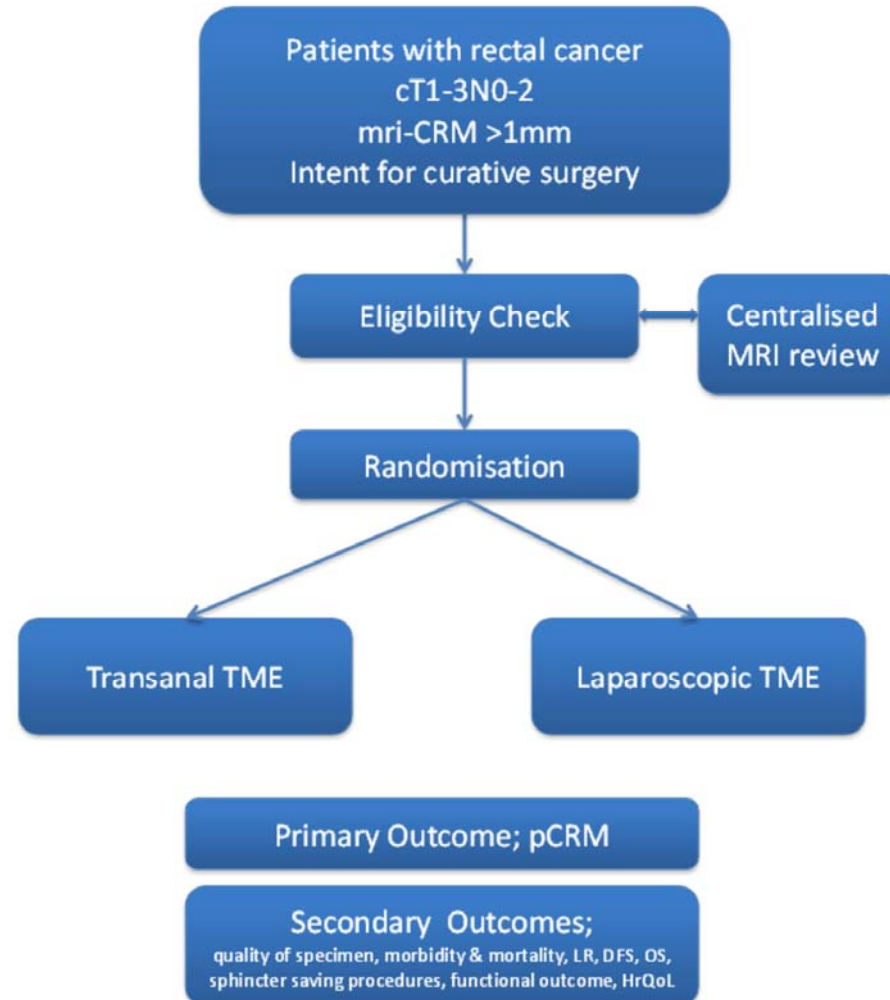 Patients with rectal cancer
cT1-3N0-2
mri-CRM >1mm
Intent for curative surgery
Eligibility Check
Centralised
MRI review
Randomisation
Transanal TME
Laparoscopic TME
Primary Outcome; pCRM
Secondary Outcomes;
quality of specimen, morbidity & mortality, LR, DFS, OS,
sphincter saving procedures, functional outcome, HrQoL